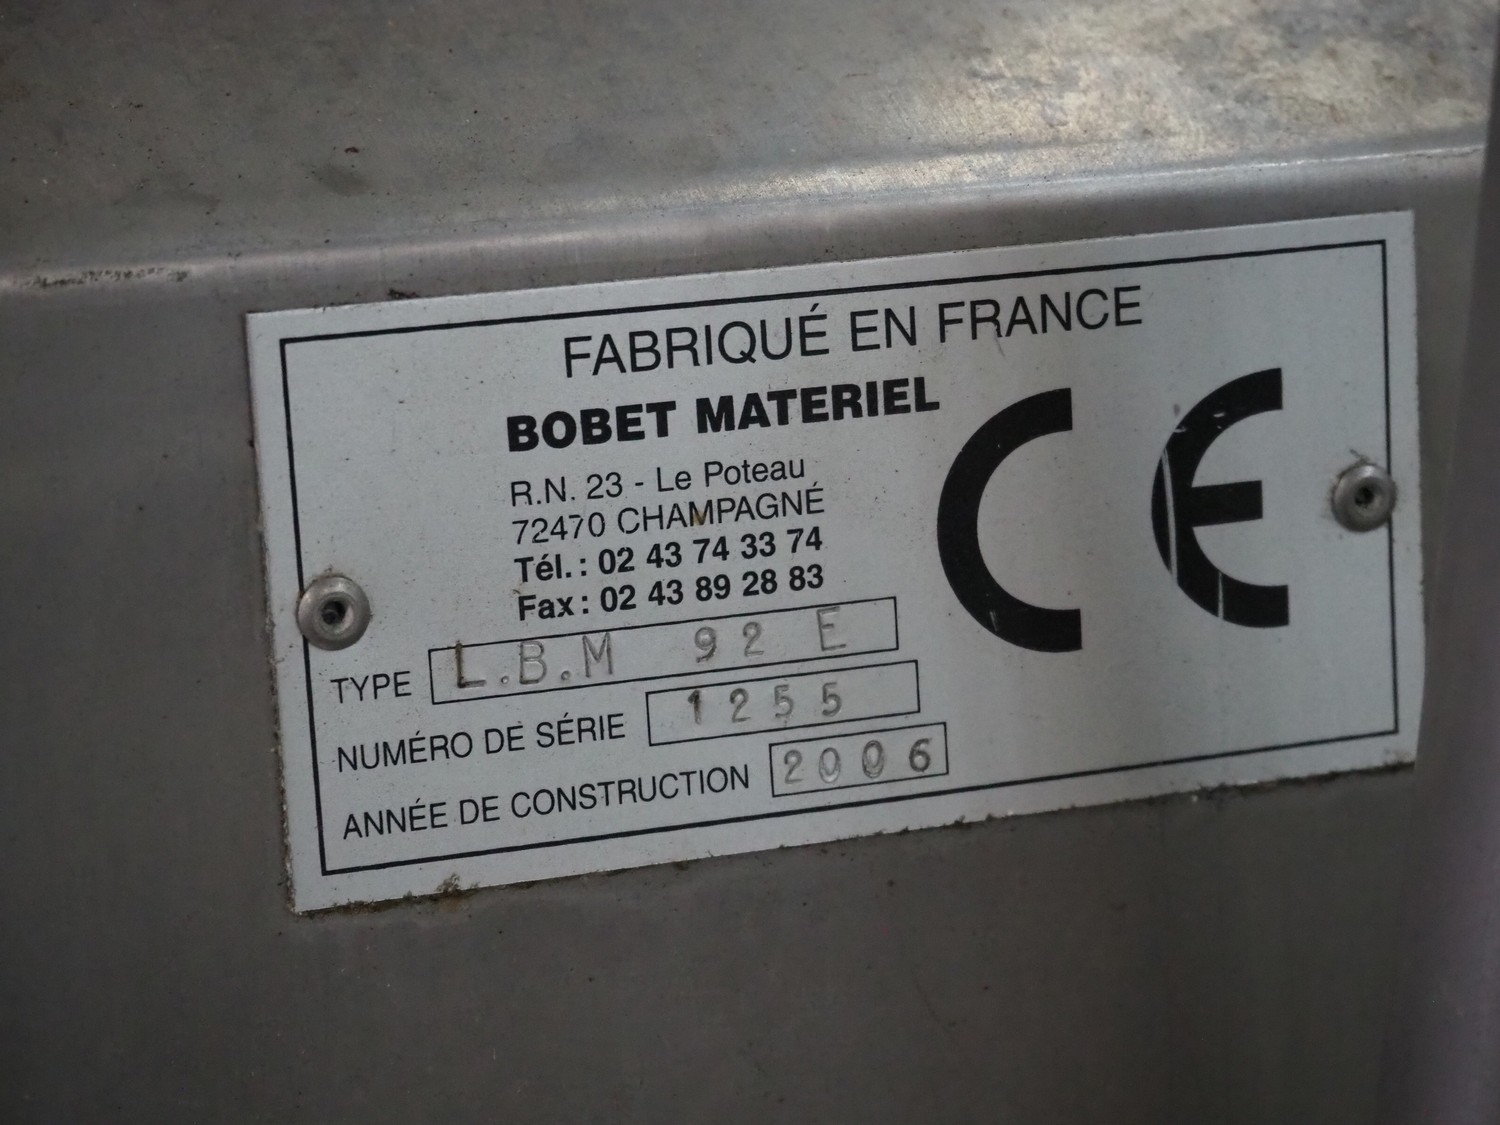 FABRIQUÉ EN FRANCE
BOBET MATERIEL
R.N. 23 - Le Poteau
72470 CHAMPAGNÉ
Tél. : 02 43 74 33 74
Fax : 02 43 89 28 83
CE
TYPE L.B.M 92 E
NUMÉRO DE SÉRIE 1255
ANNÉE DE CONSTRUCTION 2006